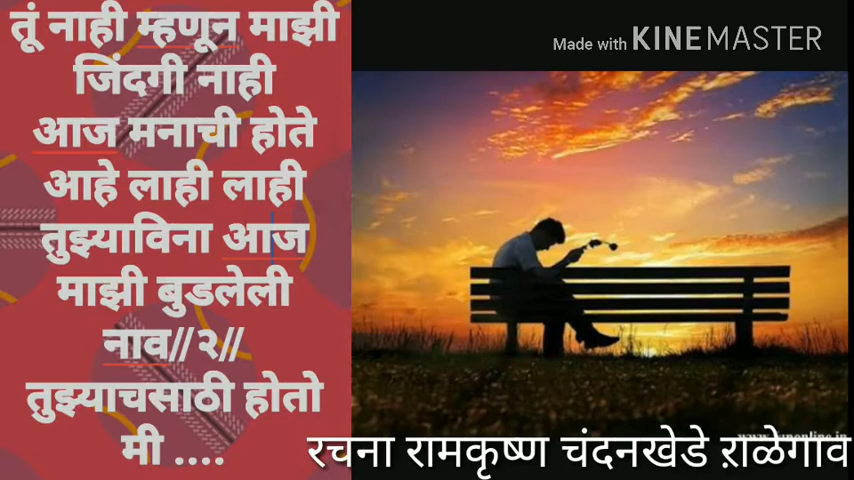 तूं नाही म्हणून माझी
जिंदगी नाही
आज मनाची होते
आहे लाही लाही
तुझ्याविना आज
माझी बुडलेली
नाव//२//
तुझ्याचसाठी होतो
मी ....
Made with KINEMASTER
रचना रामकृष्ण चंदनखेडे ऱाळेगाव